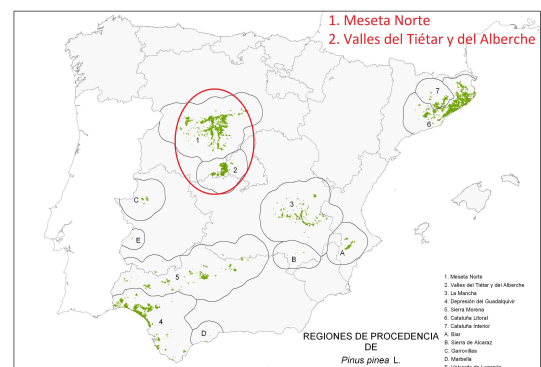 1. Meseta Norte
2. Valles del Tiétar y del Alberche
7
6
1
2
C
3
E
A
B
5
4
D
1. Meseta Norte
2. Valles del Tiétar y del Alberche
3. La Mancha
4. Depresión del Guadalquivir
5. Sierra Morena
6. Cataluña Litoral
7. Cataluña Interior
A. Biar
B. Sierra de Alcaraz
C. Garrovillas
D. Marbella
REGIONES DE PROCEDENCIA
DE
Pinus pinea L.